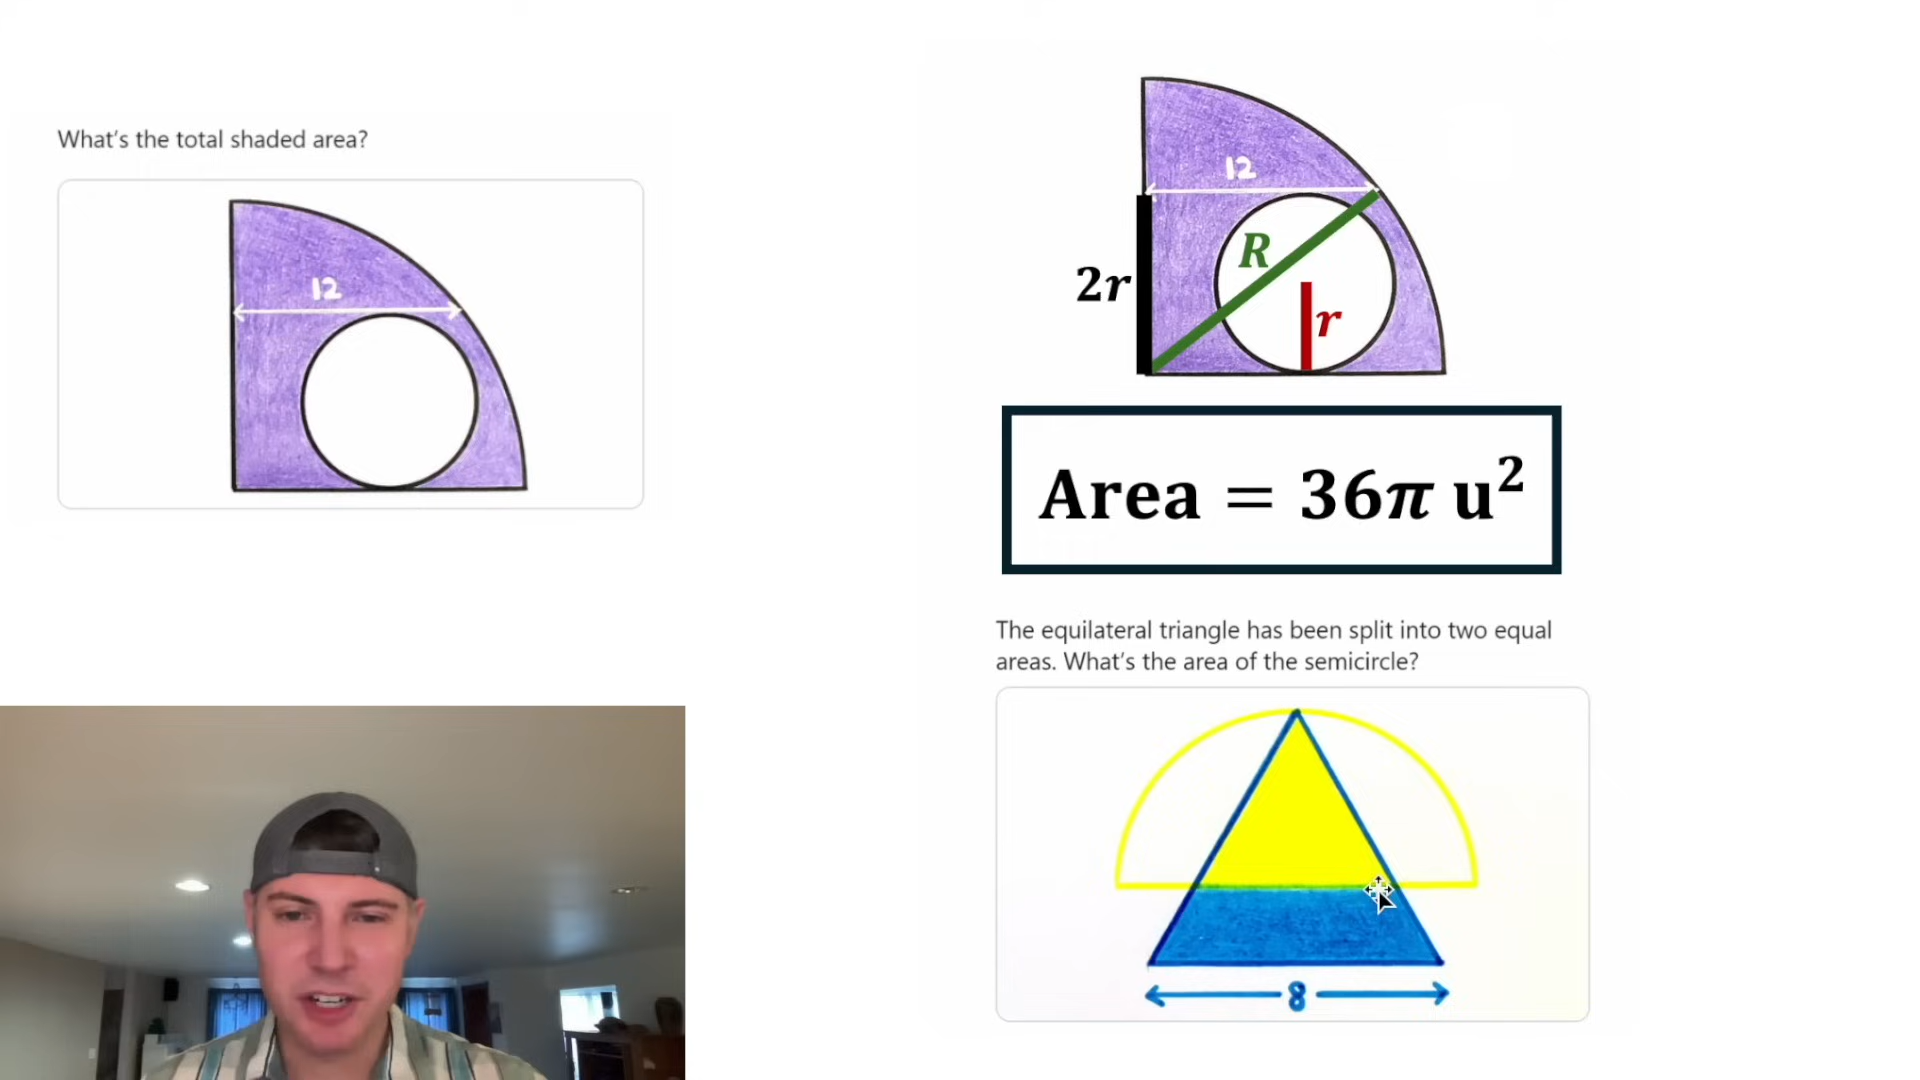 What's the total shaded area?
12
12
R
2r
r
Area = 36π u²
The equilateral triangle has been split into two equal
areas. What's the area of the semicircle?
8